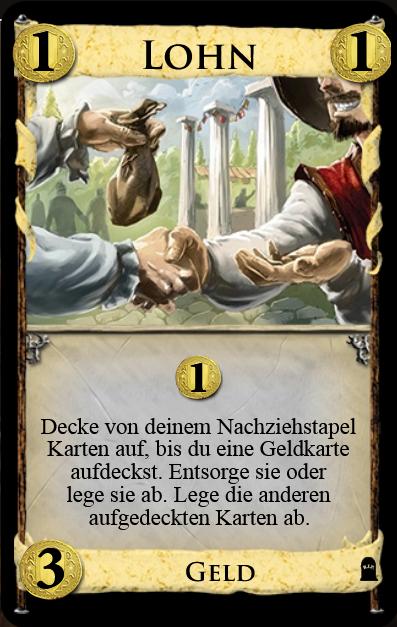 1 LOHN 1
1
Decke von deinem Nachziehstapel
Karten auf, bis du eine Geldkarte
aufdeckst. Entsorge sie oder
lege sie ab. Lege die anderen
aufgedeckten Karten ab.
3 GELD R.I.P.